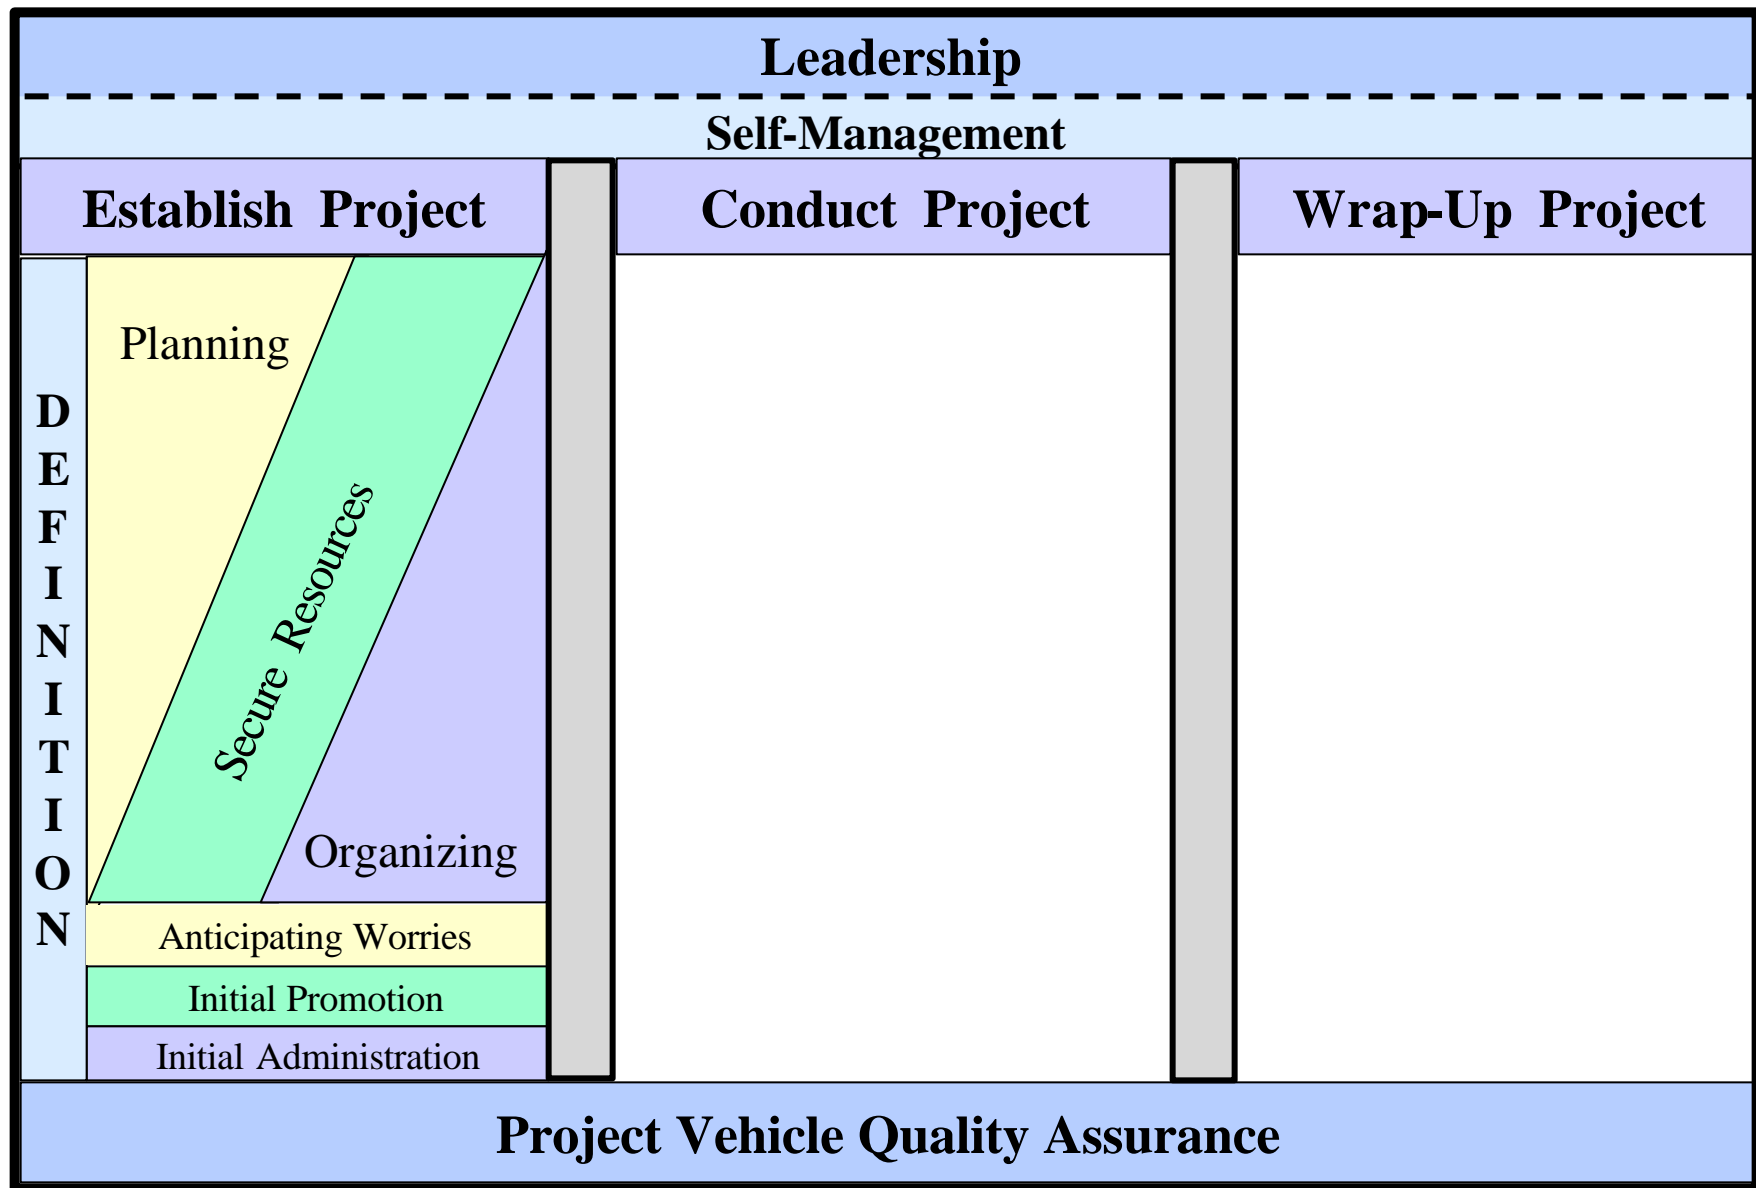 Leadership
Self-Management
Establish Project
Conduct Project
Wrap-Up Project
DEFINITION
Planning
Secure Resources
Organizing
Anticipating Worries
Initial Promotion
Initial Administration
Project Vehicle Quality Assurance